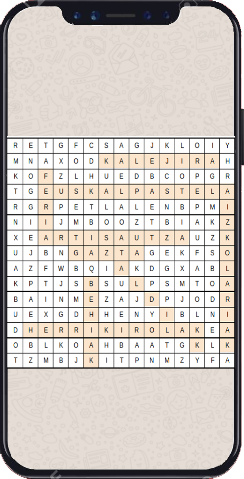 R E T G F C S A G J K L O I Y
M N A X O D K A L E J I R A H
K O F Z L H U E D B C O P G R
T G E U S K A L P A S T E L A
R G R P E T L A L E N B P M I
N I I J M B O O Z T B I A K Z
X E A R T I S A U T Z A U Z K
U J B N G A Z T A G E K F S O
A Z F W B Q I A K D G X A B L
K P T J S B S U L P S M T O A
B A I N M E Z A J D P J O D R
U E X G D H H E N Y I B L N I
D H E R R I K I R O L A K E A
O B L K O A H B A A T G K L K
T Z M B J K I T P N M Z Y F A